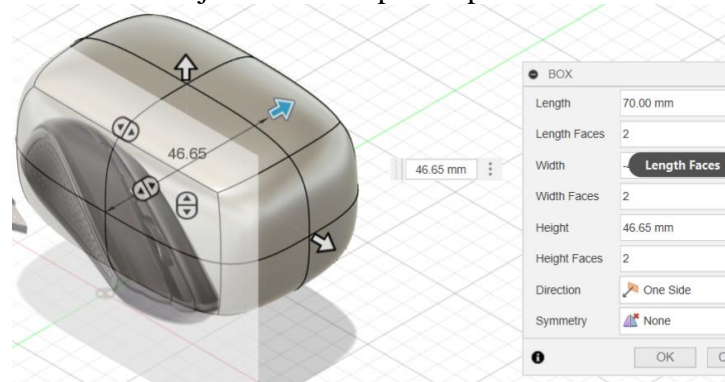 46.65
46.65 mm
BOX
Length 70.00 mm
Length Faces 2
Width
Length Faces
Width Faces 2
Height 46.65 mm
Height Faces 2
Direction One Side
Symmetry None
OK